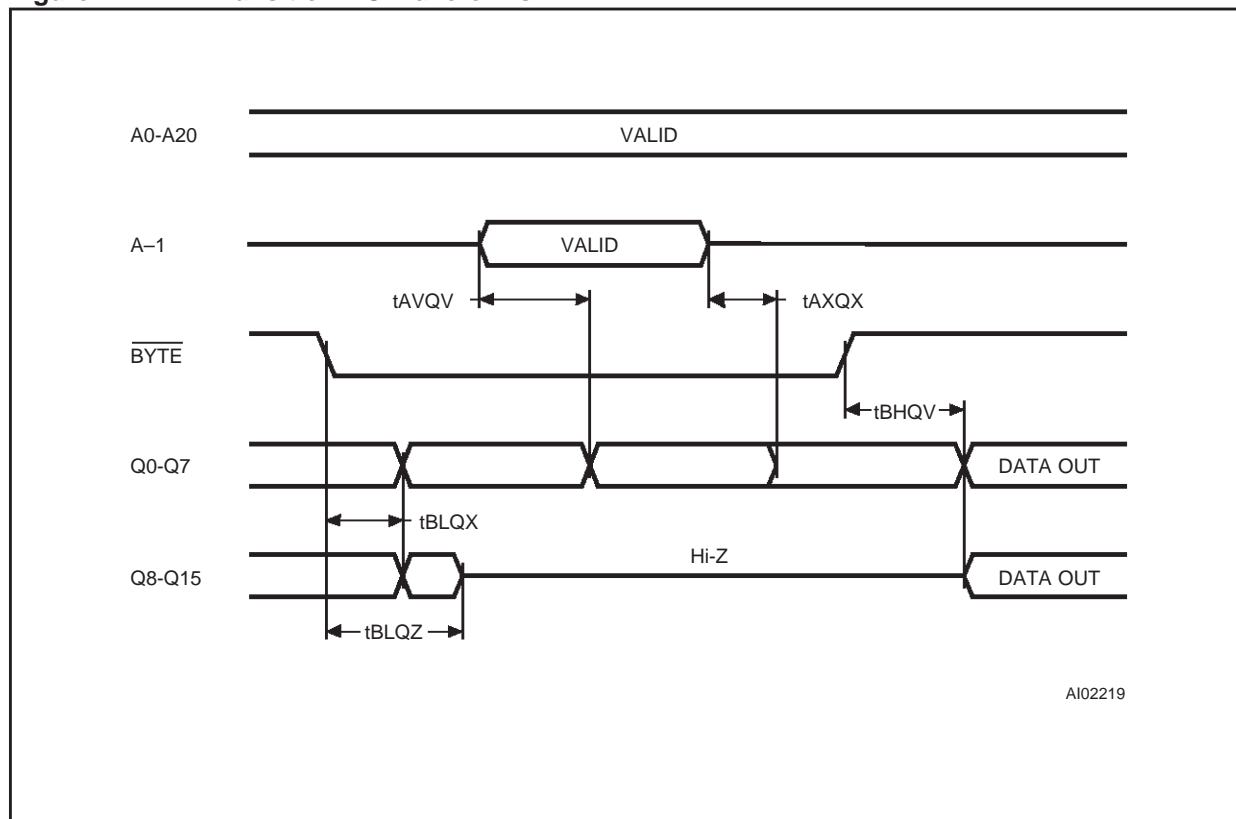 A0-A20
VALID
A–1
VALID
tAVQV
tAXQX
BYTE
tBHQV
Q0-Q7
DATA OUT
tBLQX
Hi-Z
Q8-Q15
DATA OUT
tBLQZ
AI02219